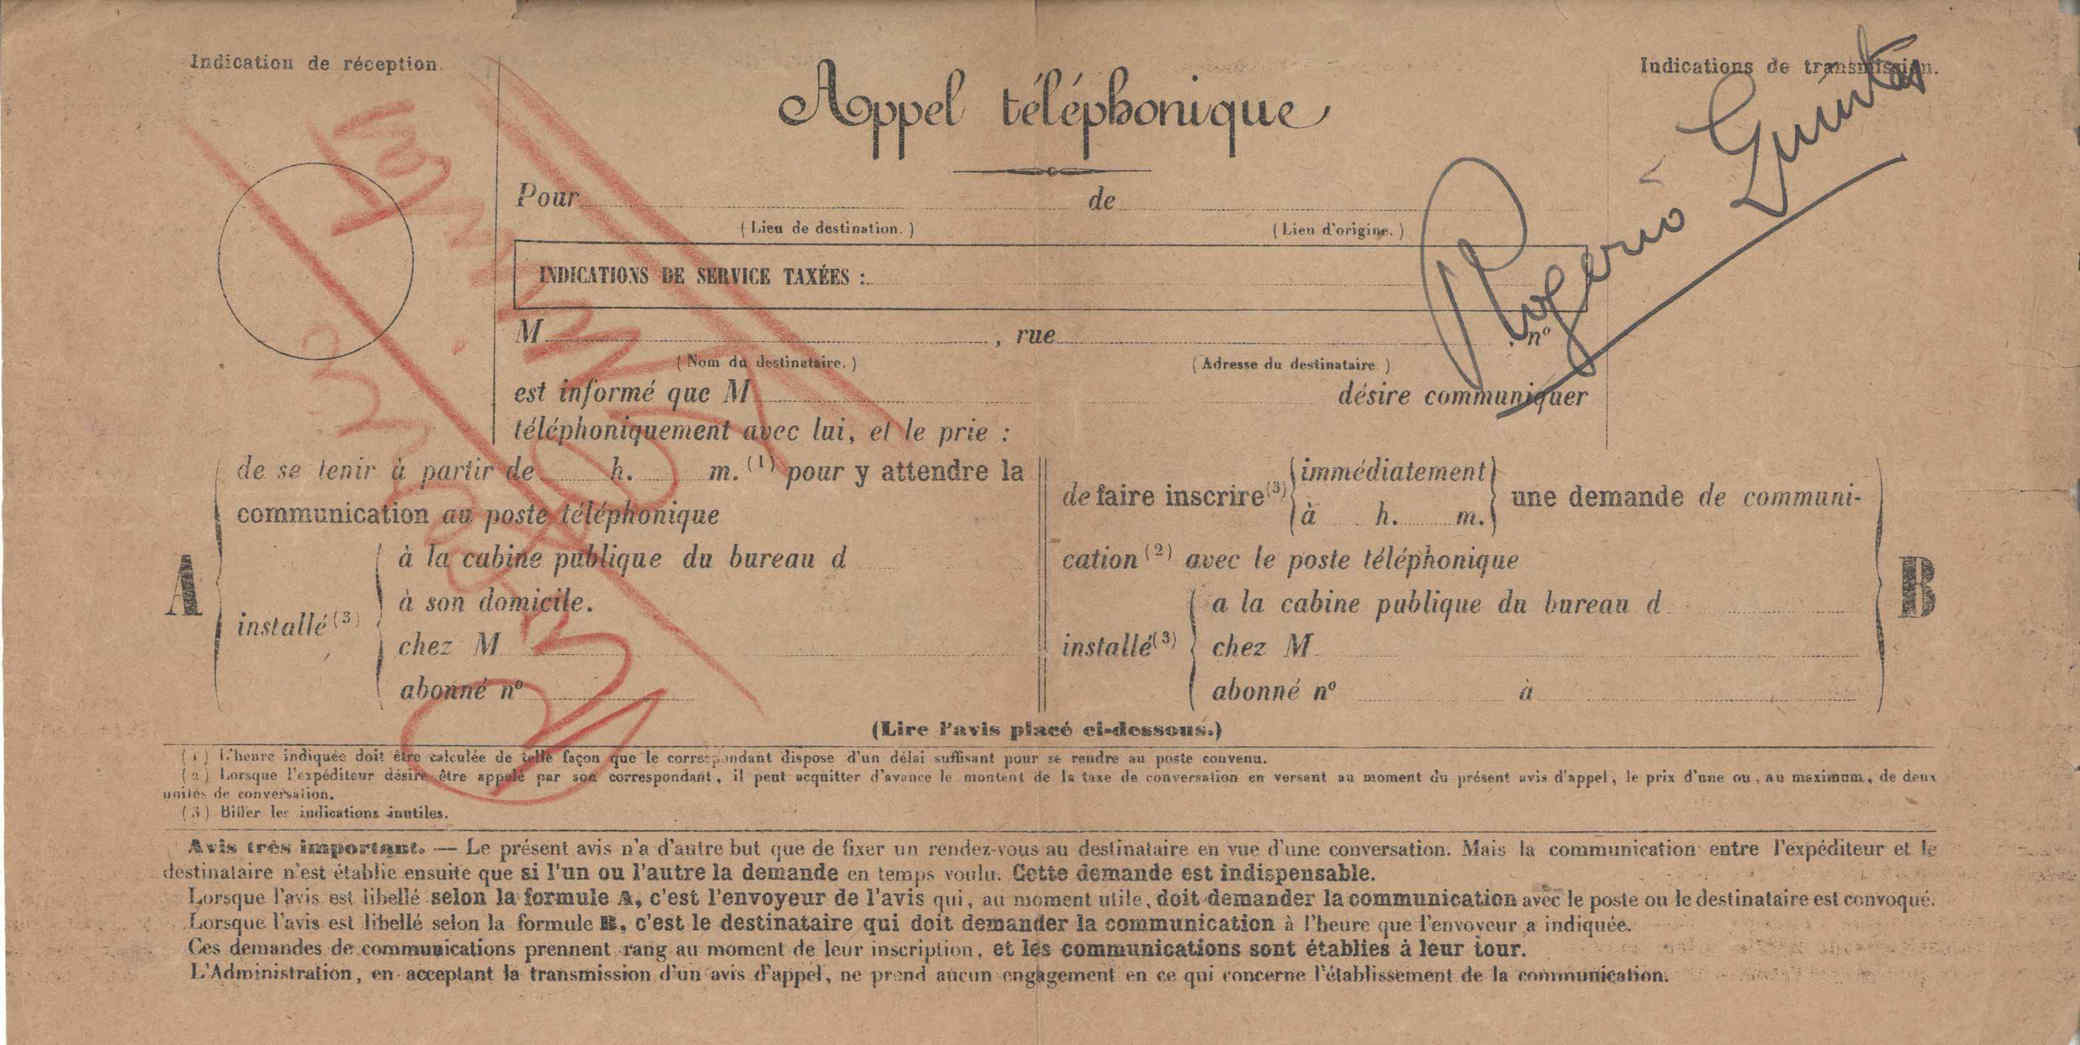 Indication de réception.
Indications de transmission.
Appel téléphonique
Pour de
(Lieu de destination.) (Lieu d'origine.)
INDICATIONS DE SERVICE TAXÉES :
M , rue n°
(Nom du destinataire.) (Adresse du destinataire)
est informé que M désire communiquer
téléphoniquement avec lui, et le prie :
A
de se tenir à partir de h. m. (1) pour y attendre la
communication au poste téléphonique
installé (3)
à la cabine publique du bureau d
à son domicile.
chez M
abonné n°
de faire inscrire (3) immédiatement
à h. m.
une demande de communi-
cation (2) avec le poste téléphonique
installé (3)
a la cabine publique du bureau d
chez M
abonné n° à
B
(Lire l'avis placé ci-dessous.)
(1) L'heure indiquée doit être calculée de telle façon que le correspondant dispose d'un délai suffisant pour se rendre au poste convenu.
(2) Lorsque l'expéditeur désire être appelé par son correspondant, il peut acquitter d'avance le montant de la taxe de conversation en versant au moment du présent avis d'appel, le prix d'une ou, au maximum, de deux
unités de conversation.
(3) Biffer les indications inutiles.
Avis très important. — Le présent avis n'a d'autre but que de fixer un rendez-vous au destinataire en vue d'une conversation. Mais la communication entre l'expéditeur et le
destinataire n'est établie ensuite que si l'un ou l'autre la demande en temps voulu. Cette demande est indispensable.
Lorsque l'avis est libellé selon la formule A, c'est l'envoyeur de l'avis qui, au moment utile, doit demander la communication avec le poste ou le destinataire est convoqué.
Lorsque l'avis est libellé selon la formule B, c'est le destinataire qui doit demander la communication à l'heure que l'envoyeur a indiquée.
Ces demandes de communications prennent rang au moment de leur inscription, et les communications sont établies à leur tour.
L'Administration, en acceptant la transmission d'un avis d'appel, ne prend aucun engagement en ce qui concerne l'établissement de la communication.
Rogerio